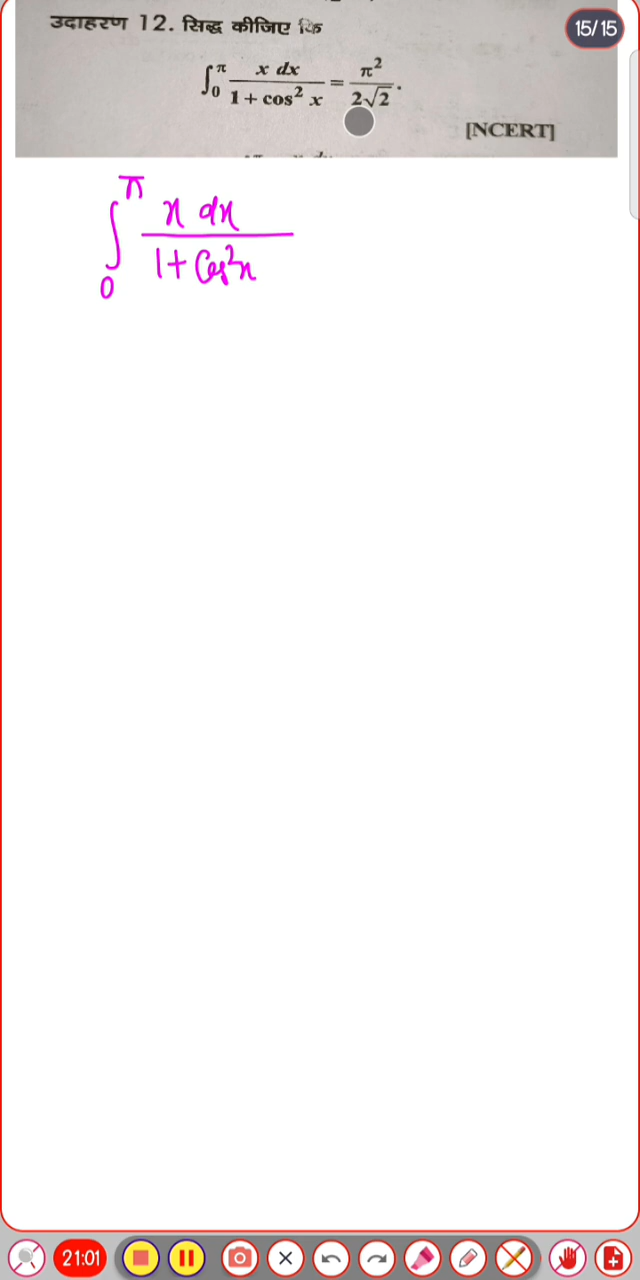 उदाहरण 12. सिद्ध कीजिए कि
15/15
∫₀^π x dx / (1 + cos² x) = π² / 2√2.
[NCERT]
∫₀^π x dx / (1 + Cos²x)
21:01